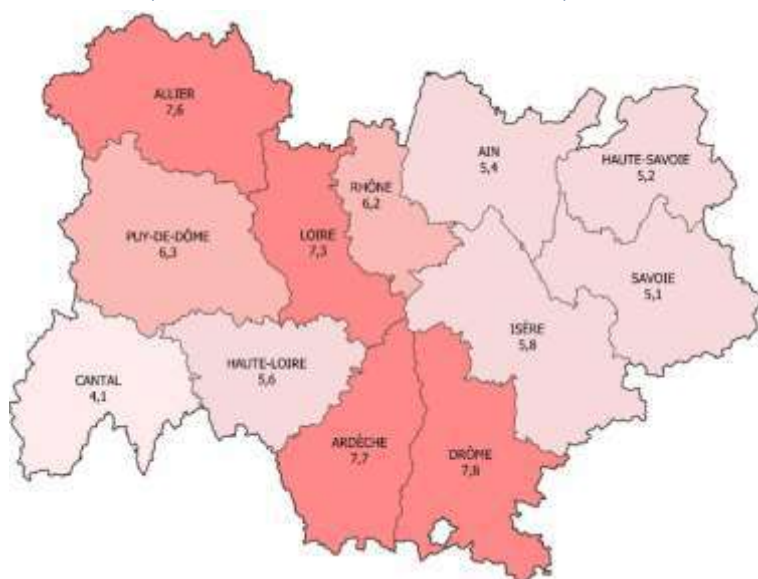 ALLIER
7,6
AIN
5,4
HAUTE-SAVOIE
5,2
RHÔNE
6,2
PUY-DE-DÔME
6,3
LOIRE
7,3
SAVOIE
5,1
ISÈRE
5,8
HAUTE-LOIRE
5,6
CANTAL
4,1
ARDÈCHE
7,7
DRÔME
7,8